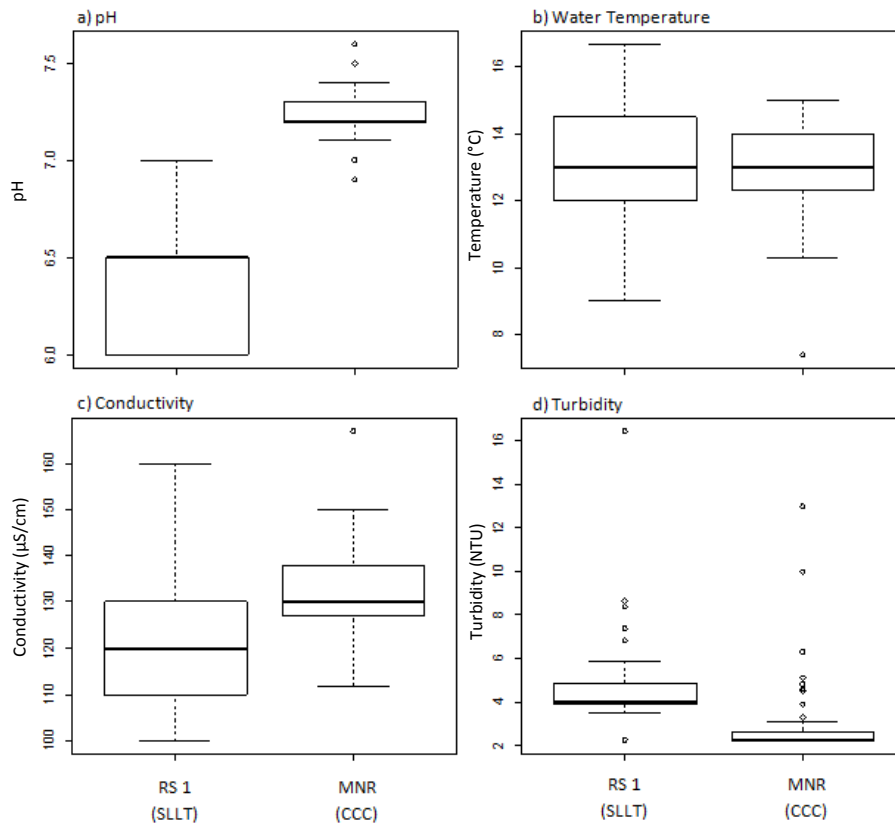 a) pH
pH
7.5
7.0
6.5
6.0
b) Water Temperature
Temperature (°C)
16
14
12
10
8
c) Conductivity
Conductivity (µS/cm)
160
150
140
130
120
110
100
d) Turbidity
Turbidity (NTU)
16
14
12
10
8
6
4
2
RS 1
(SLLT)
MNR
(CCC)
RS 1
(SLLT)
MNR
(CCC)